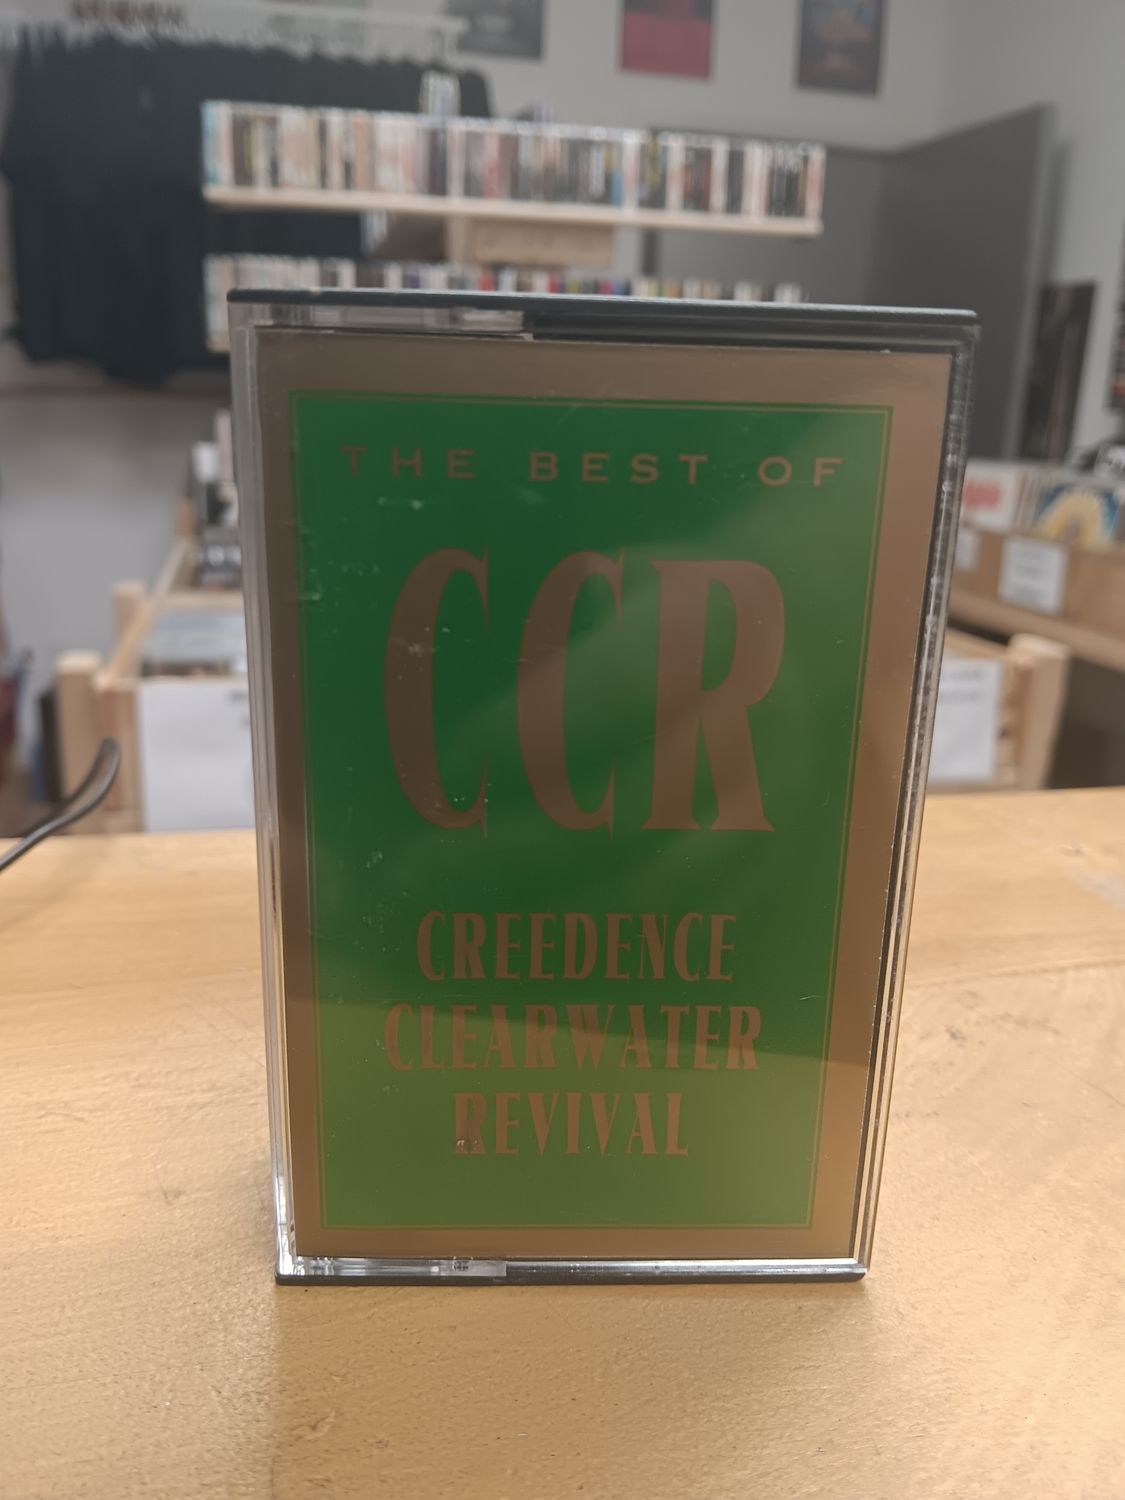 THE BEST OF
CCR
CREEDENCE
CLEARWATER
REVIVAL